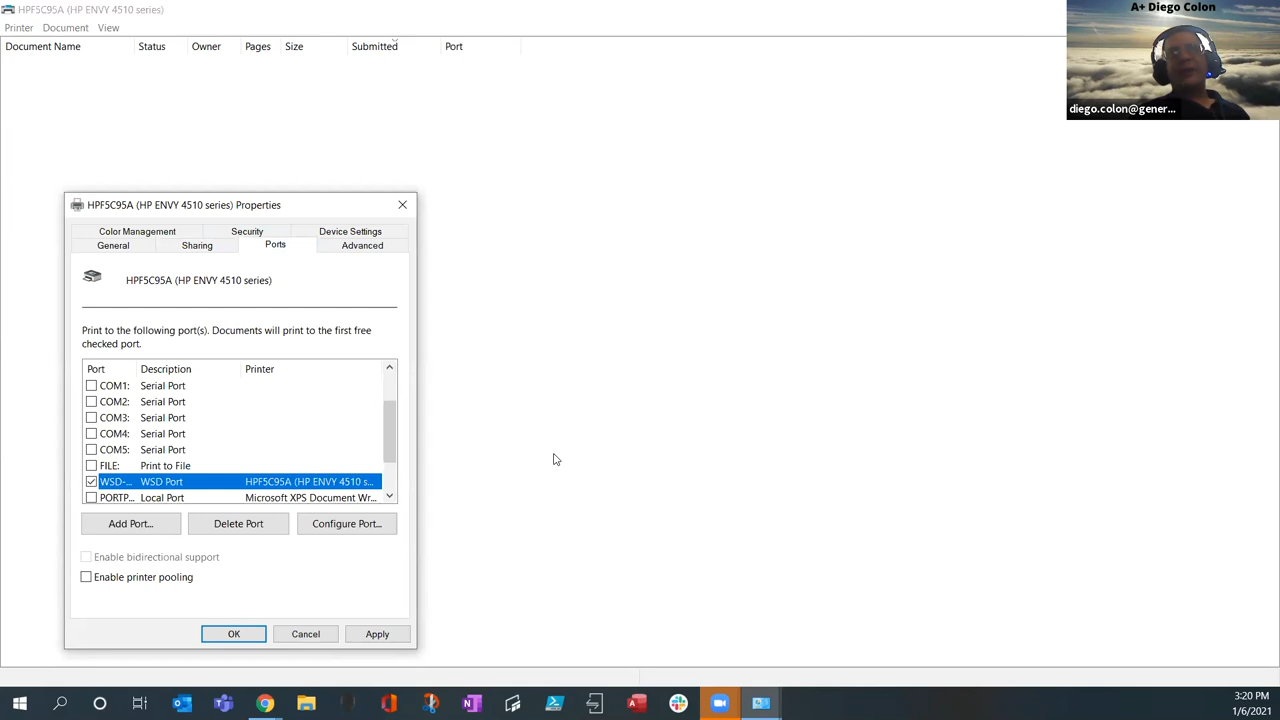 HPF5C95A (HP ENVY 4510 series)
A+ Diego Colon
Printer Document View
Document Name Status Owner Pages Size Submitted Port
diego.colon@gener...
HPF5C95A (HP ENVY 4510 series) Properties
Color Management Security Device Settings
General Sharing Ports Advanced
HPF5C95A (HP ENVY 4510 series)
Print to the following port(s). Documents will print to the first free
checked port.
Port Description Printer
COM1: Serial Port
COM2: Serial Port
COM3: Serial Port
COM4: Serial Port
COM5: Serial Port
FILE: Print to File
WSD-... WSD Port HPF5C95A (HP ENVY 4510 s...
PORTP... Local Port Microsoft XPS Document Wr...
Add Port... Delete Port Configure Port...
Enable bidirectional support
Enable printer pooling
OK Cancel Apply
3:20 PM
1/6/2021